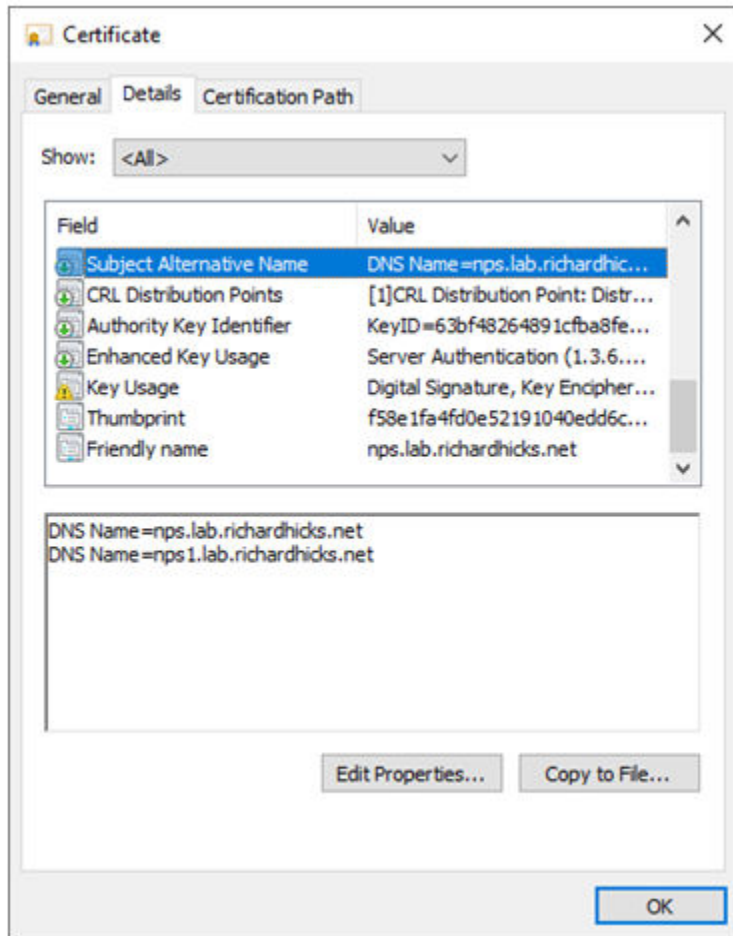 Certificate
General Details Certification Path
Show: <All>
Field Value
Subject Alternative Name DNS Name=nps.lab.richardhic...
CRL Distribution Points [1]CRL Distribution Point: Distr...
Authority Key Identifier KeyID=63bf48264891cfba8fe...
Enhanced Key Usage Server Authentication (1.3.6....
Key Usage Digital Signature, Key Encipher...
Thumbprint f58e1fa4fd0e52191040edd6c...
Friendly name nps.lab.richardhicks.net
DNS Name=nps.lab.richardhicks.net
DNS Name=nps1.lab.richardhicks.net
Edit Properties... Copy to File...
OK